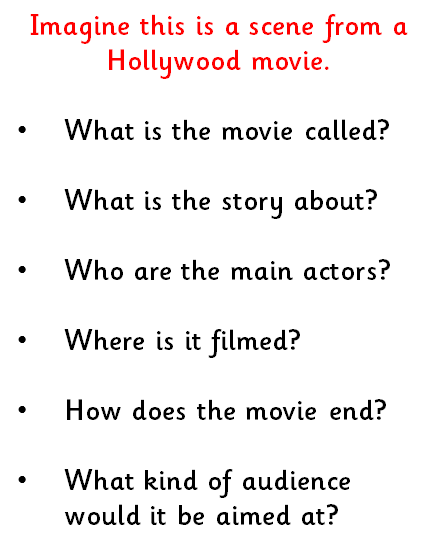 Imagine this is a scene from a
Hollywood movie.
• What is the movie called?
• What is the story about?
• Who are the main actors?
• Where is it filmed?
• How does the movie end?
• What kind of audience
would it be aimed at?